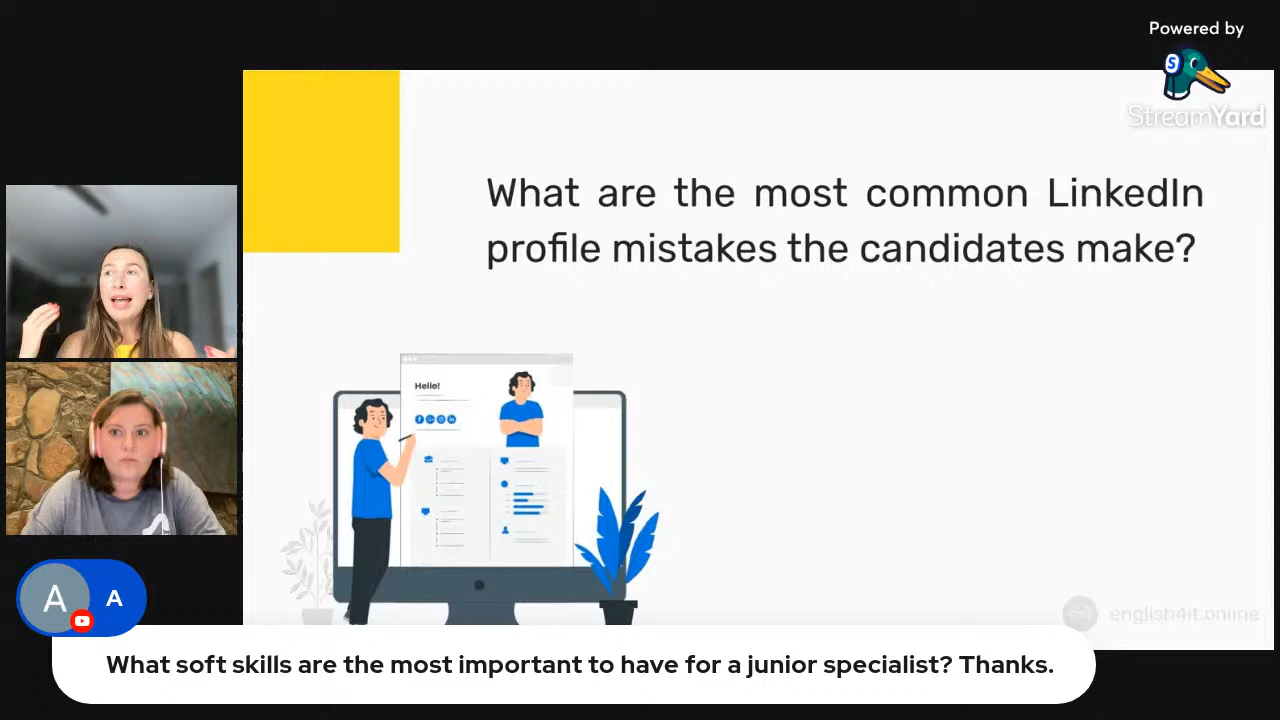 Powered by
StreamYard
What are the most common LinkedIn
profile mistakes the candidates make?
Hello!
english4it.online
A
A
What soft skills are the most important to have for a junior specialist? Thanks.